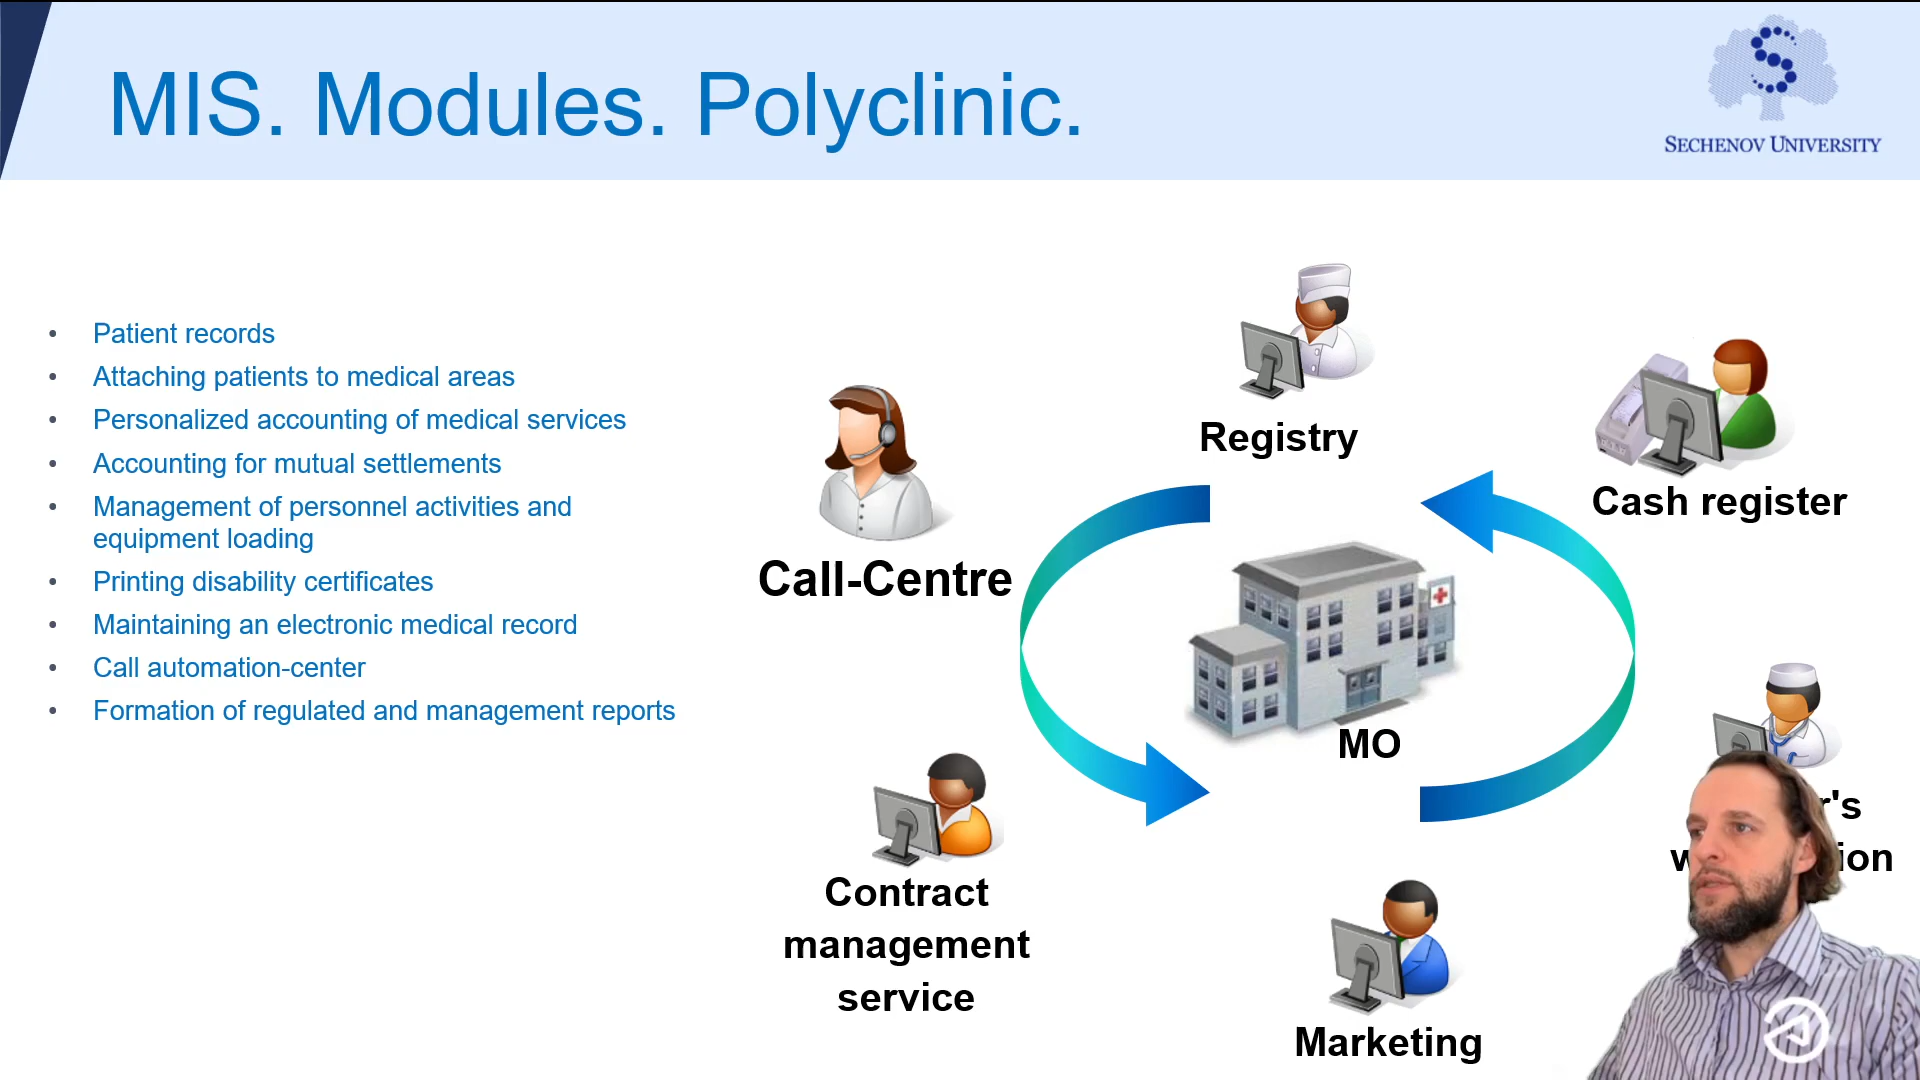 MIS. Modules. Polyclinic.
SECHENOV UNIVERSITY
• Patient records
• Attaching patients to medical areas
• Personalized accounting of medical services
• Accounting for mutual settlements
• Management of personnel activities and
equipment loading
• Printing disability certificates
• Maintaining an electronic medical record
• Call automation-center
• Formation of regulated and management reports
Registry
Cash register
Call-Centre
MO
Contract
management
service
Marketing